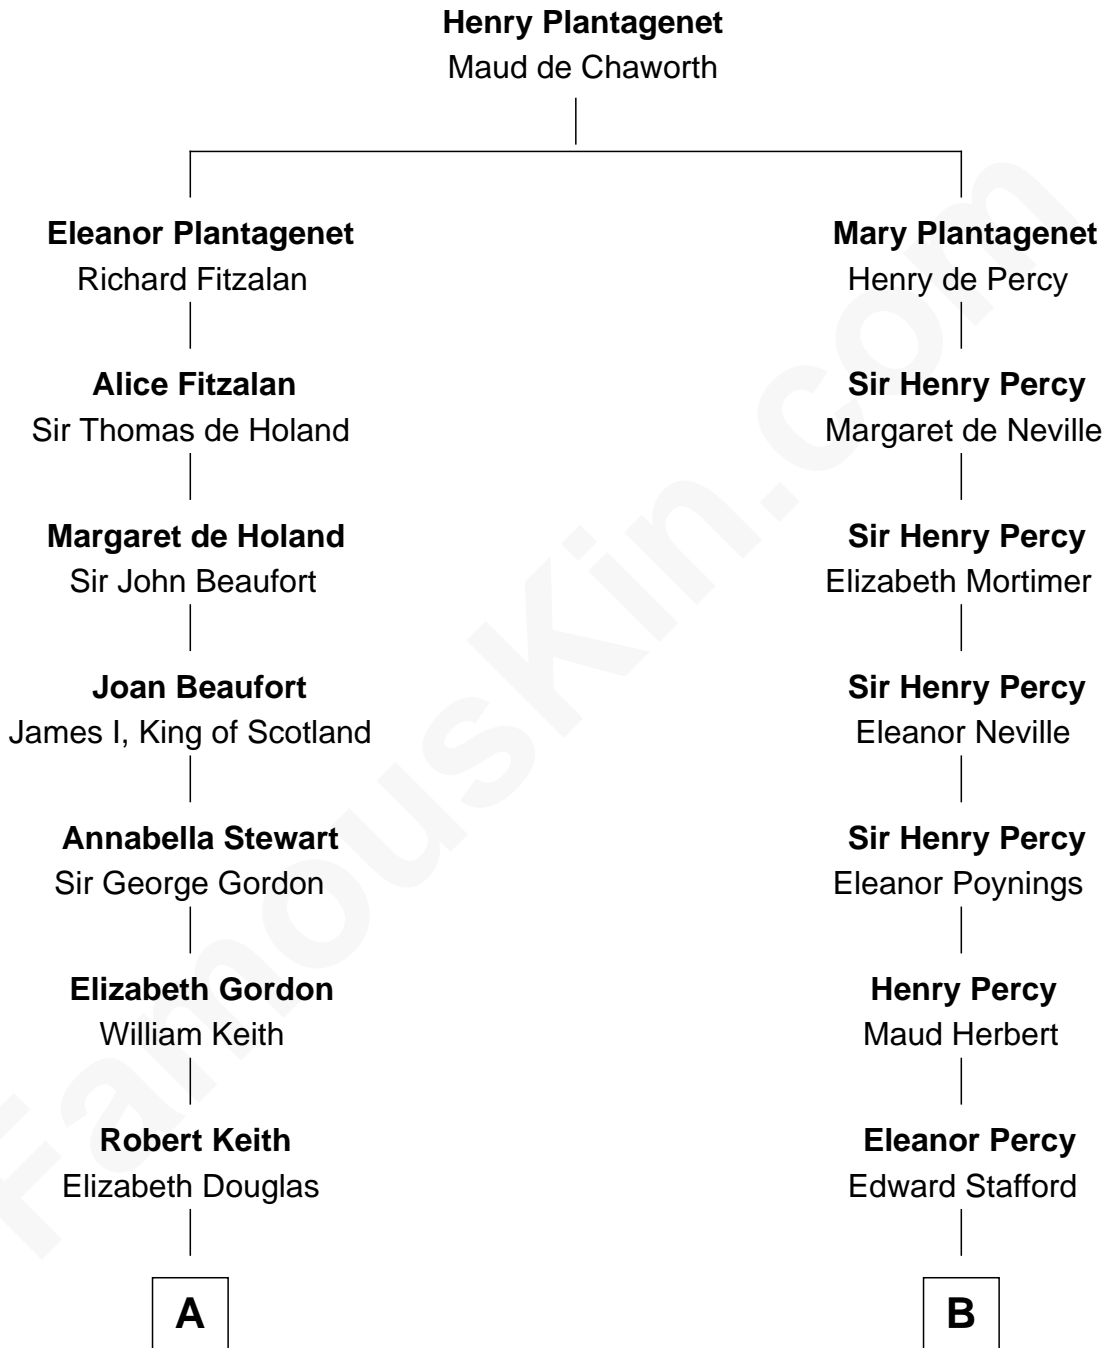 Henry Plantagenet
Maud de Chaworth
Eleanor Plantagenet
Richard Fitzalan
Mary Plantagenet
Henry de Percy
Alice Fitzalan
Sir Thomas de Holand
Sir Henry Percy
Margaret de Neville
Margaret de Holand
Sir John Beaufort
Sir Henry Percy
Elizabeth Mortimer
Joan Beaufort
James I, King of Scotland
Sir Henry Percy
Eleanor Neville
Annabella Stewart
Sir George Gordon
Sir Henry Percy
Eleanor Poynings
Elizabeth Gordon
William Keith
Henry Percy
Maud Herbert
Robert Keith
Elizabeth Douglas
Eleanor Percy
Edward Stafford
A
B
FamousKin.com